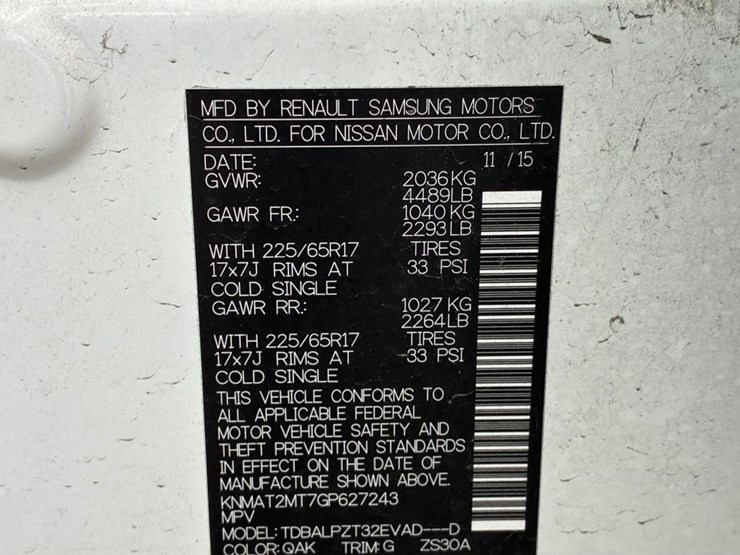 MFD BY RENAULT SAMSUNG MOTORS
CO., LTD. FOR NISSAN MOTOR CO., LTD.
DATE: 11 / 15
GVWR: 2036 KG
4489LB
GAWR FR.: 1040 KG
2293 LB
WITH 225/65R17 TIRES
17x7J RIMS AT 33 PSI
COLD SINGLE
GAWR RR.: 1027 KG
2264LB
WITH 225/65R17 TIRES
17x7J RIMS AT 33 PSI
COLD SINGLE
THIS VEHICLE CONFORMS TO
ALL APPLICABLE FEDERAL
MOTOR VEHICLE SAFETY AND
THEFT PREVENTION STANDARDS
IN EFFECT ON THE DATE OF
MANUFACTURE SHOWN ABOVE.
KNMAT2MT7GP627243
MPV
MODEL: TDBALPZT32EVAD---D
COLOR: QAK TRIM: G ZS30A